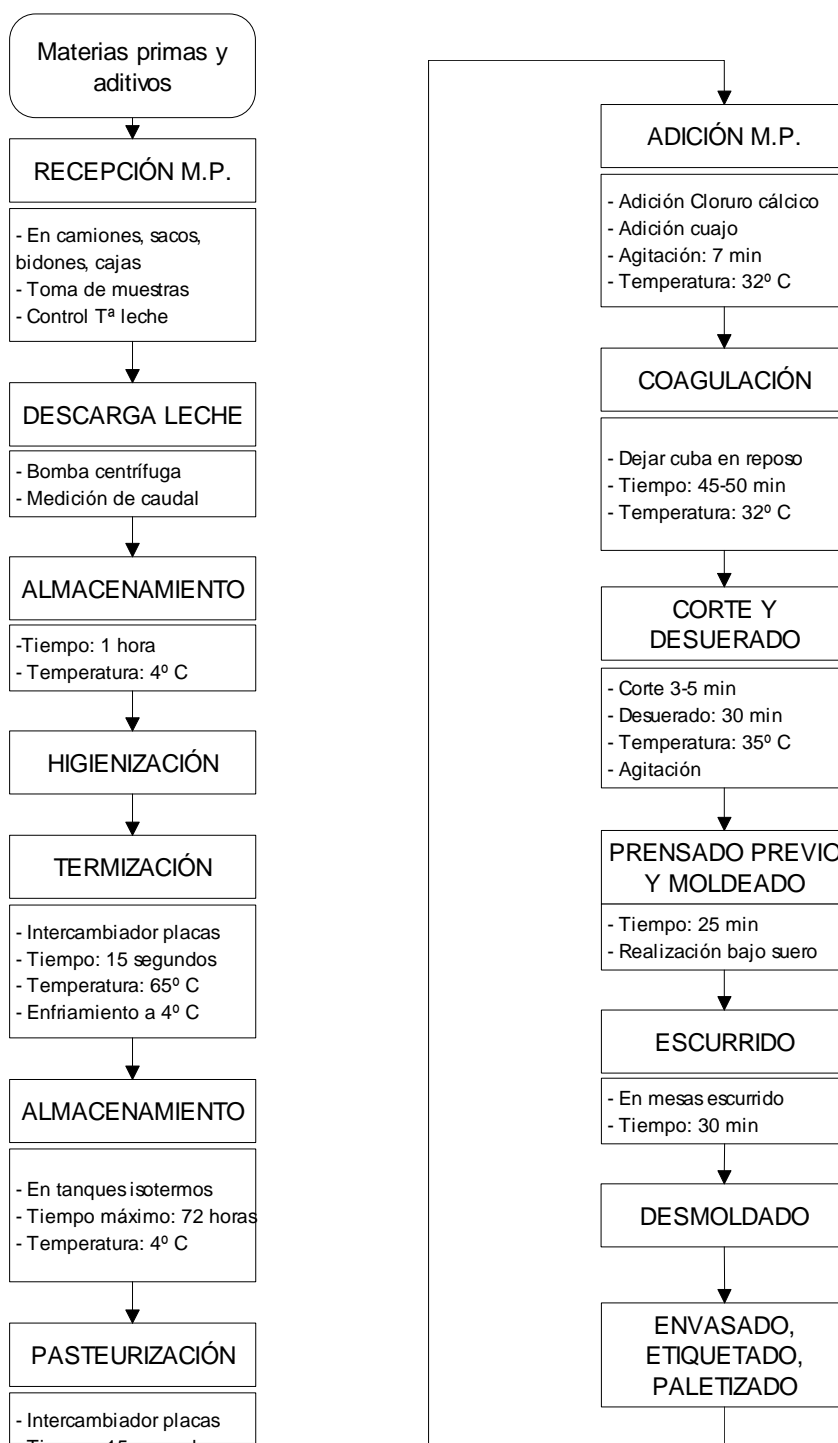 Materias primas y
aditivos
RECEPCIÓN M.P.
- En camiones, sacos,
bidones, cajas
- Toma de muestras
- Control Tª leche
DESCARGA LECHE
- Bomba centrífuga
- Medición de caudal
ALMACENAMIENTO
-Tiempo: 1 hora
- Temperatura: 4º C
HIGIENIZACIÓN
TERMIZACIÓN
- Intercambiador placas
- Tiempo: 15 segundos
- Temperatura: 65º C
- Enfriamiento a 4º C
ALMACENAMIENTO
- En tanques isotermos
- Tiempo máximo: 72 horas
- Temperatura: 4º C
PASTEURIZACIÓN
- Intercambiador placas
ADICIÓN M.P.
- Adición Cloruro cálcico
- Adición cuajo
- Agitación: 7 min
- Temperatura: 32º C
COAGULACIÓN
- Dejar cuba en reposo
- Tiempo: 45-50 min
- Temperatura: 32º C
CORTE Y
DESUERADO
- Corte 3-5 min
- Desuerado: 30 min
- Temperatura: 35º C
- Agitación
PRENSADO PREVIO
Y MOLDEADO
- Tiempo: 25 min
- Realización bajo suero
ESCURRIDO
- En mesas escurrido
- Tiempo: 30 min
DESMOLDADO
ENVASADO,
ETIQUETADO,
PALETIZADO